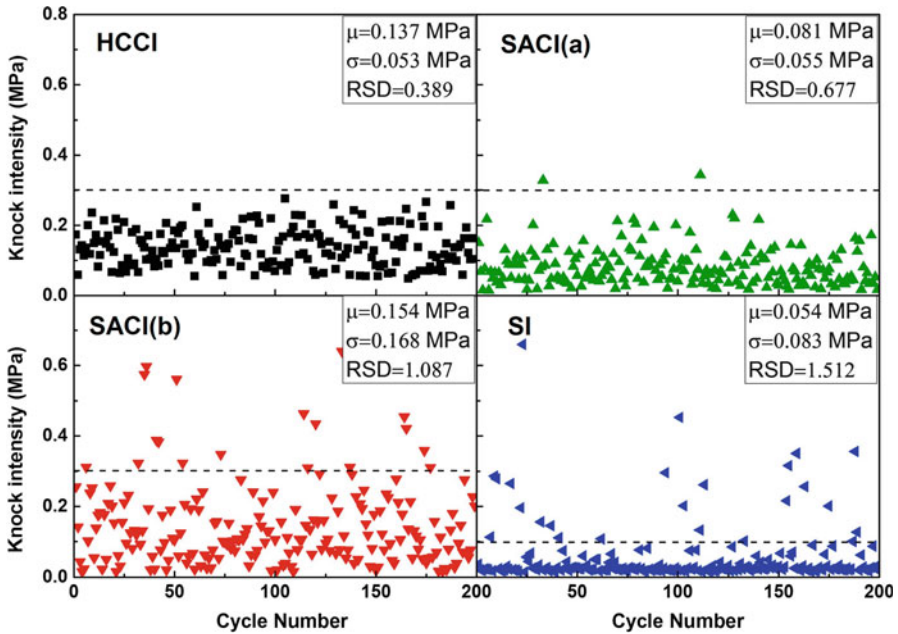 HCCI
μ=0.137 MPa
σ=0.053 MPa
RSD=0.389
SACI(a)
μ=0.081 MPa
σ=0.055 MPa
RSD=0.677
Knock intensity (MPa)
0.8
0.6
0.4
0.2
0.0
SACI(b)
μ=0.154 MPa
σ=0.168 MPa
RSD=1.087
SI
μ=0.054 MPa
σ=0.083 MPa
RSD=1.512
Knock intensity (MPa)
0.6
0.4
0.2
0.0
0
50
100
150
200
50
100
150
200
Cycle Number
Cycle Number